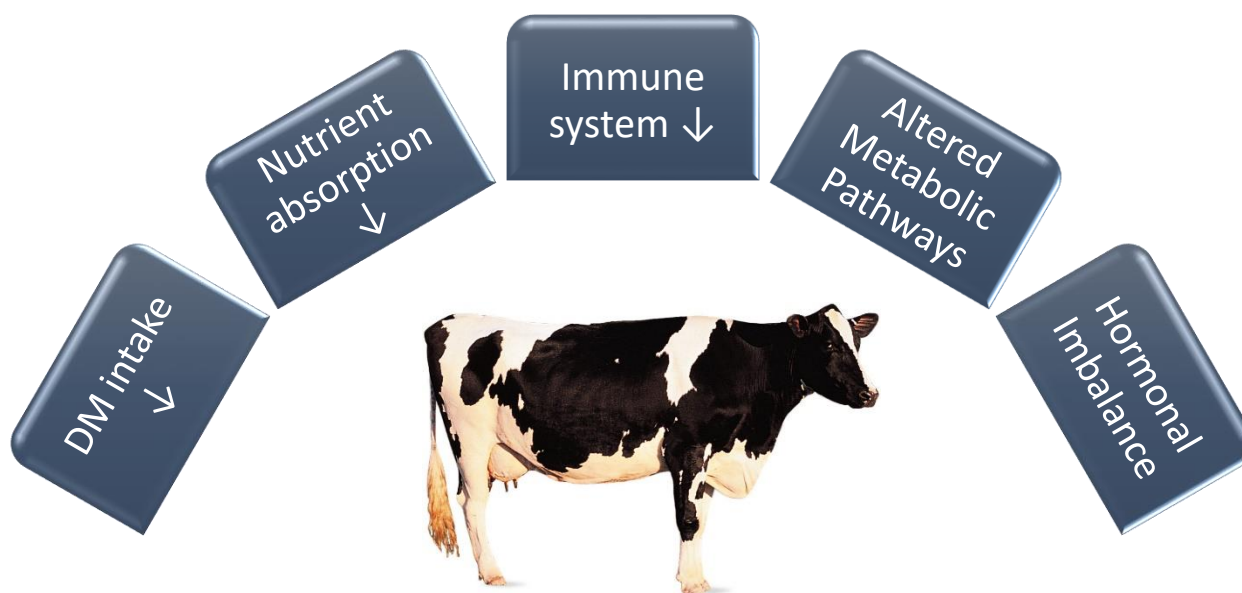 DM intake
↓
Nutrient
absorption
↓
Immune
system ↓
Altered
Metabolic
Pathways
Hormonal
Imbalance